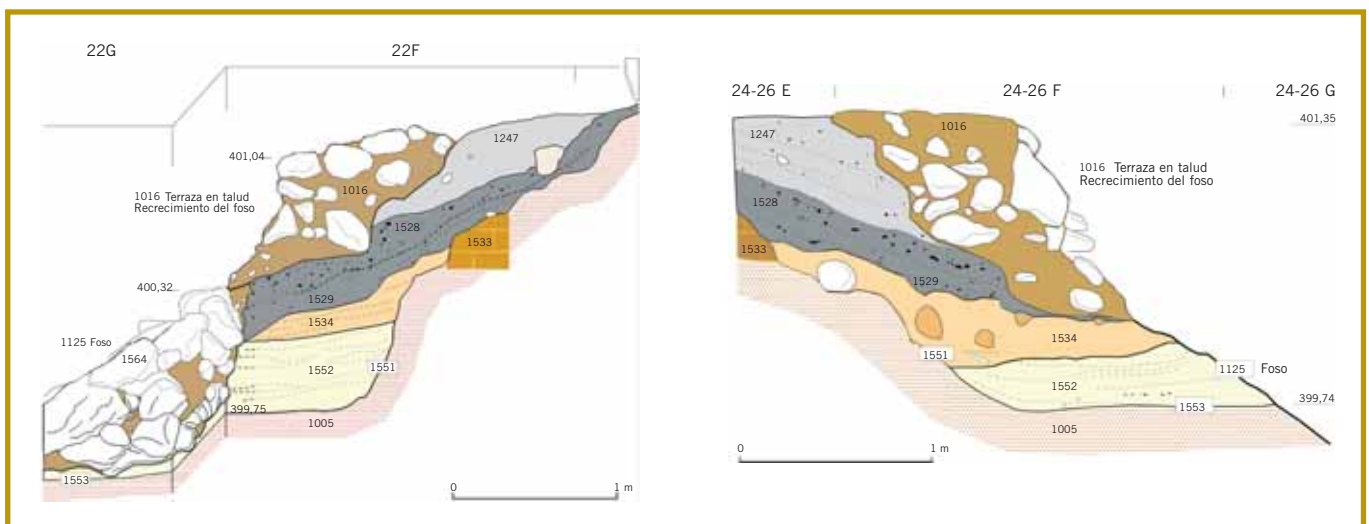 22G
22F
401,04
1247
1016
1016 Terraza en talud
Recrecimiento del foso
1528
1533
400,32
1529
1534
1125 Foso
1564
1552
1551
399,75
1005
1553
0
1 m
24-26 E
24-26 F
24-26 G
401,35
1016
1247
1016 Terraza en talud
Recrecimiento del foso
1528
1533
1529
1534
1551
1125 Foso
1552
1553
399,74
1005
0
1 m